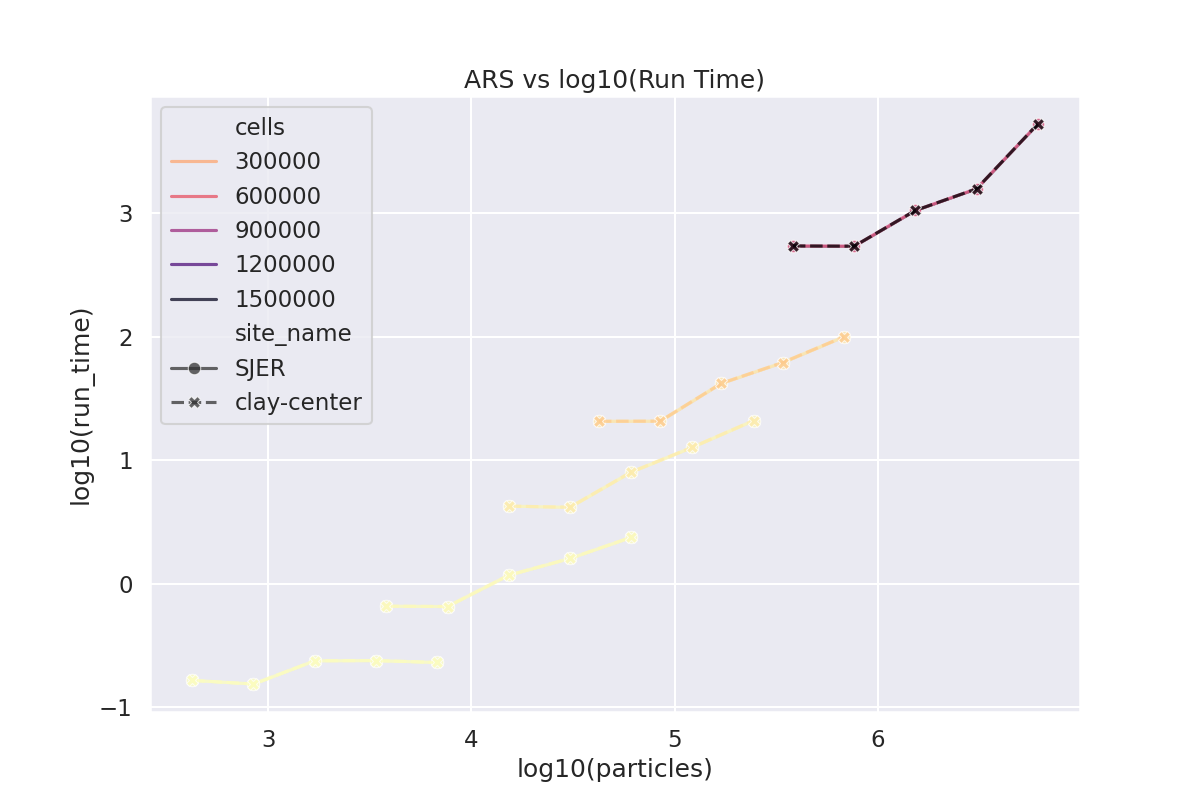 ARS vs log10(Run Time)
cells
300000
600000
900000
1200000
1500000
site_name
SJER
clay-center
log10(run_time)
3
2
1
0
−1
3 4 5 6
log10(particles)